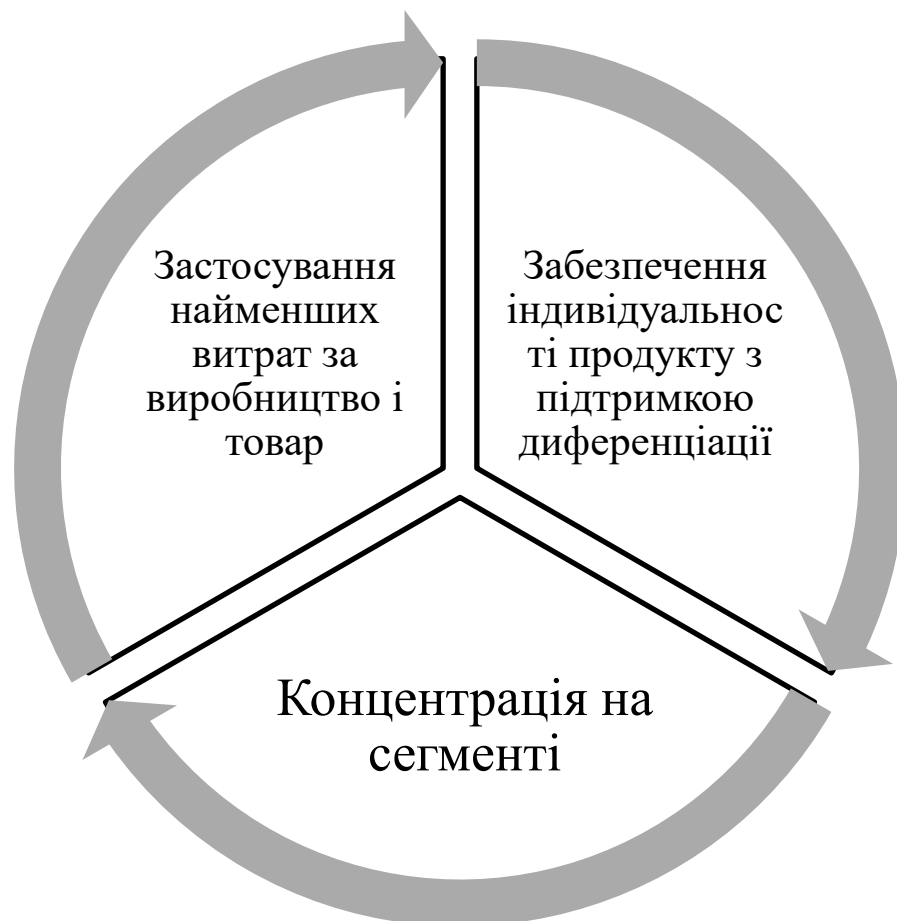 Застосування
найменших
витрат за
виробництво і
товар
Забезпечення
індивідуальнос
ті продукту з
підтримкою
диференціації
Концентрація на
сегменті